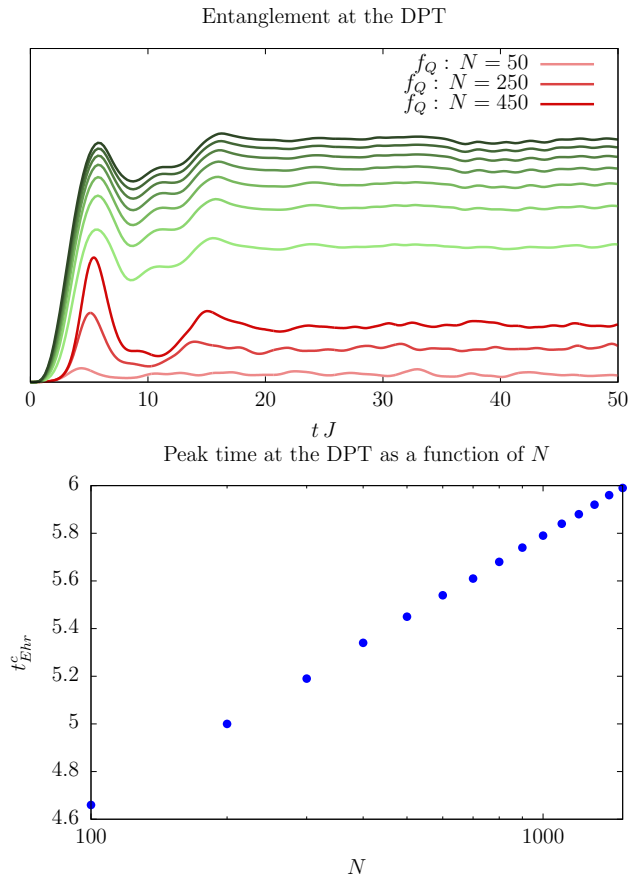 Entanglement at the DPT
f_Q : N = 50
f_Q : N = 250
f_Q : N = 450
0 10 20 30 40 50
t J
Peak time at the DPT as a function of N
6
5.8
5.6
5.4
5.2
5
4.8
4.6
t^c_{Ehr}
100 1000
N